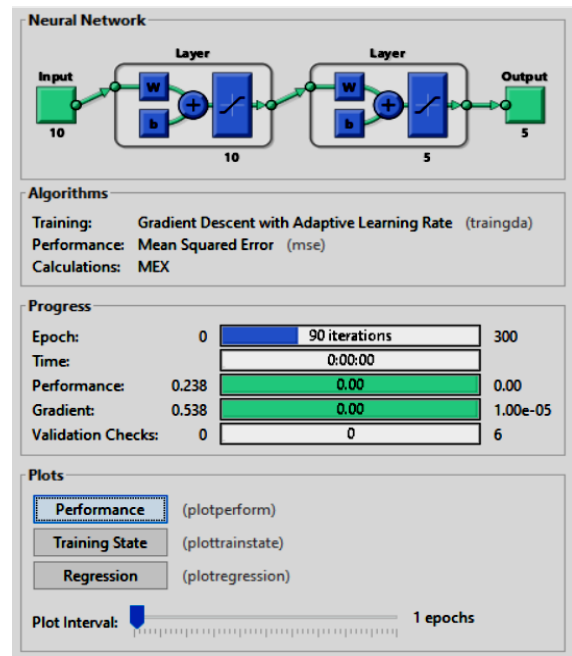 Neural Network
Layer Layer
Input Output
W W
+ +
b b
10 5
10 5
Algorithms
Training: Gradient Descent with Adaptive Learning Rate (traingda)
Performance: Mean Squared Error (mse)
Calculations: MEX
Progress
Epoch: 0 90 iterations 300
Time: 0:00:00
Performance: 0.238 0.00 0.00
Gradient: 0.538 0.00 1.00e-05
Validation Checks: 0 0 6
Plots
Performance (plotperform)
Training State (plottrainstate)
Regression (plotregression)
Plot Interval: 1 epochs